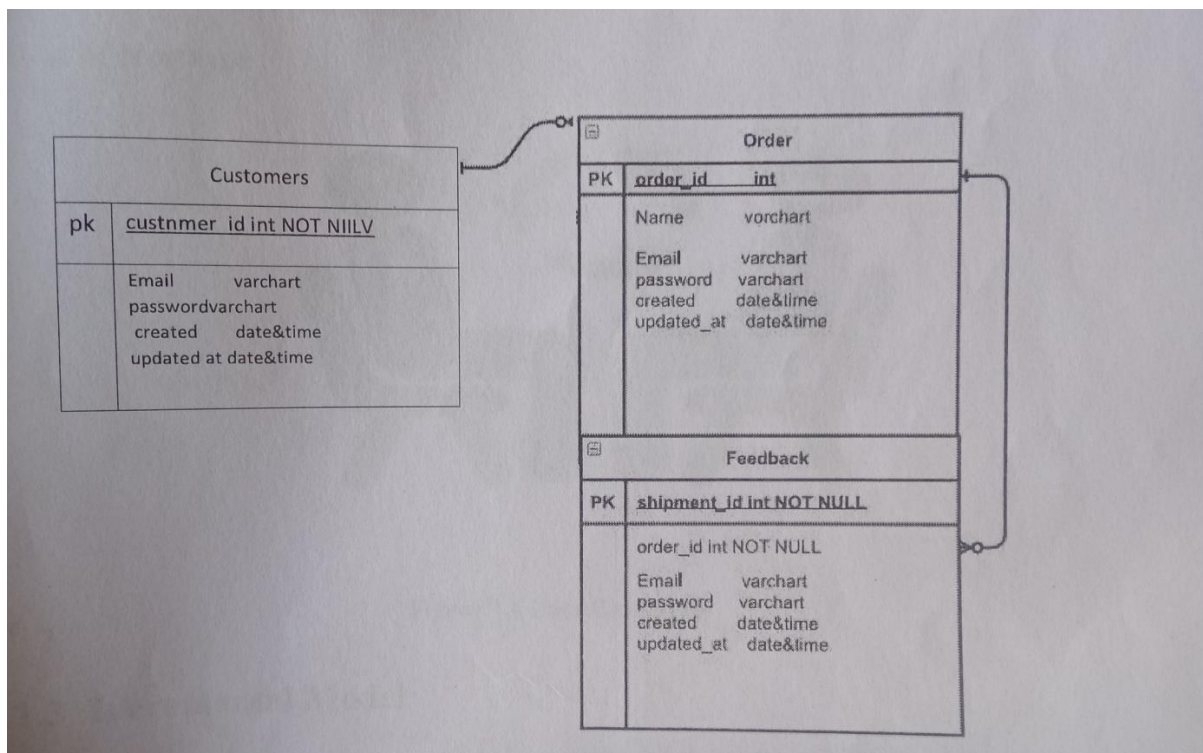 Customers
pk custnmer_id int NOT NIILV
Email varchart
passwordvarchart
created date&time
updated at date&time
Order
PK order_id int
Name vorchart
Email varchart
password varchart
created date&time
updated_at date&time
Feedback
PK shipment_id int NOT NULL
order_id int NOT NULL
Email varchart
password varchart
created date&time
updated_at date&time